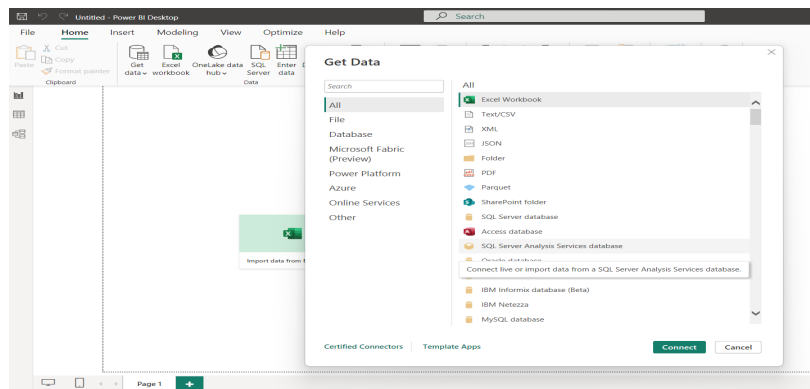 Untitled - Power BI Desktop
Search
File Home Insert Modeling View Optimize Help
Paste
Cut
Copy
Format painter
Clipboard
Get data
Excel workbook
OneLake data hub
SQL Server
Enter data
Data
Import data from
Page 1
Get Data
Search
All
File
Database
Microsoft Fabric
(Preview)
Power Platform
Azure
Online Services
Other
All
Excel Workbook
Text/CSV
XML
JSON
Folder
PDF
Parquet
SharePoint folder
SQL Server database
Access database
SQL Server Analysis Services database
Connect live or import data from a SQL Server Analysis Services database.
IBM Informix database (Beta)
IBM Netezza
MySQL database
Certified Connectors
Template Apps
Connect
Cancel